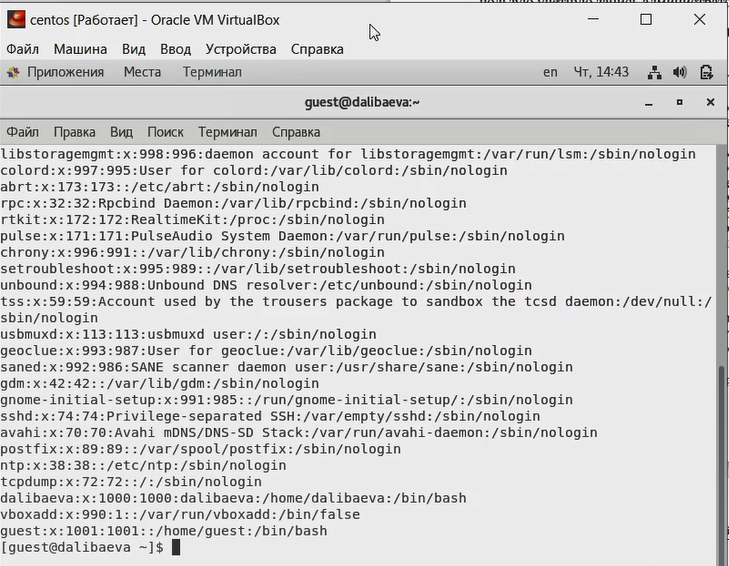 centos [Работает] - Oracle VM VirtualBox
Файл Машина Вид Ввод Устройства Справка
Приложения Места Терминал en Чт, 14:43
guest@dalibaeva:~
Файл Правка Вид Поиск Терминал Справка
libstoragemgmt:x:998:996:daemon account for libstoragemgmt:/var/run/lsm:/sbin/nologin
colord:x:997:995:User for colord:/var/lib/colord:/sbin/nologin
abrt:x:173:173::/etc/abrt:/sbin/nologin
rpc:x:32:32:Rpcbind Daemon:/var/lib/rpcbind:/sbin/nologin
rtkit:x:172:172:RealtimeKit:/proc:/sbin/nologin
pulse:x:171:171:PulseAudio System Daemon:/var/run/pulse:/sbin/nologin
chrony:x:996:991::/var/lib/chrony:/sbin/nologin
setroubleshoot:x:995:989::/var/lib/setroubleshoot:/sbin/nologin
unbound:x:994:988:Unbound DNS resolver:/etc/unbound:/sbin/nologin
tss:x:59:59:Account used by the trousers package to sandbox the tcsd daemon:/dev/null:/
sbin/nologin
usbmuxd:x:113:113:usbmuxd user:/:/sbin/nologin
geoclue:x:993:987:User for geoclue:/var/lib/geoclue:/sbin/nologin
saned:x:992:986:SANE scanner daemon user:/usr/share/sane:/sbin/nologin
gdm:x:42:42::/var/lib/gdm:/sbin/nologin
gnome-initial-setup:x:991:985::/run/gnome-initial-setup/:/sbin/nologin
sshd:x:74:74:Privilege-separated SSH:/var/empty/sshd:/sbin/nologin
avahi:x:70:70:Avahi mDNS/DNS-SD Stack:/var/run/avahi-daemon:/sbin/nologin
postfix:x:89:89::/var/spool/postfix:/sbin/nologin
ntp:x:38:38::/etc/ntp:/sbin/nologin
tcpdump:x:72:72::/:/sbin/nologin
dalibaeva:x:1000:1000:dalibaeva:/home/dalibaeva:/bin/bash
vboxadd:x:990:1::/var/run/vboxadd:/bin/false
guest:x:1001:1001::/home/guest:/bin/bash
[guest@dalibaeva ~]$